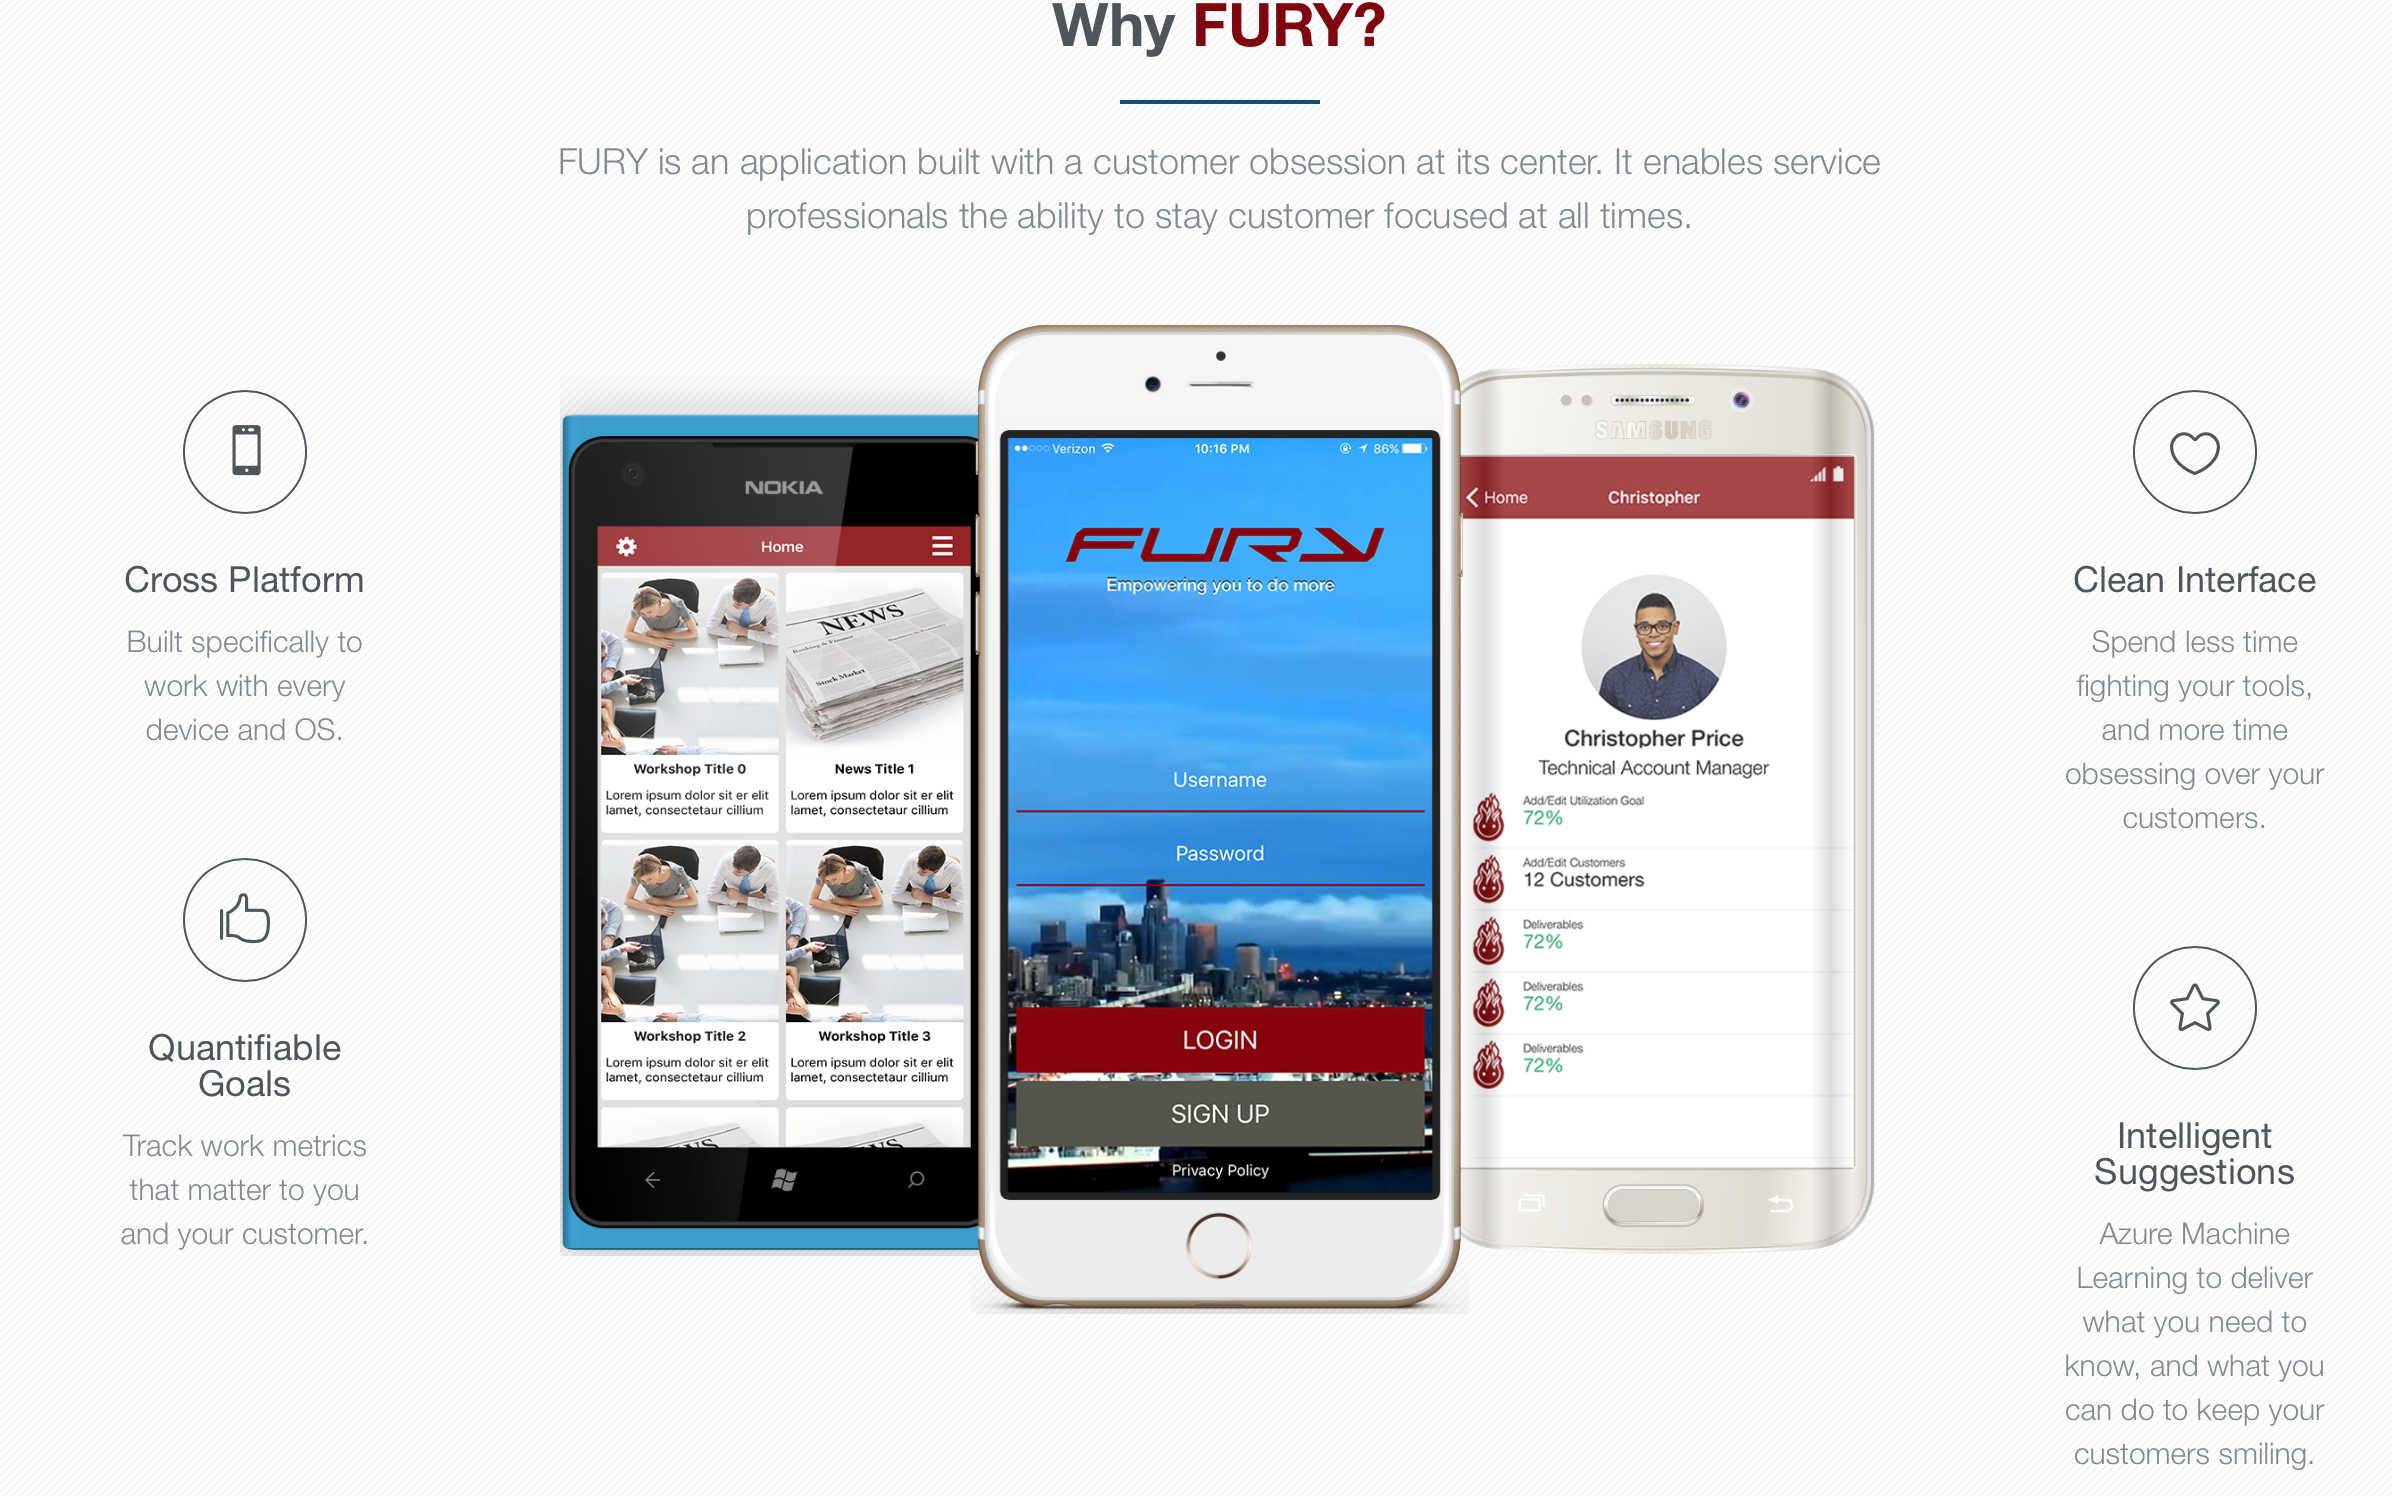 Why FURY?
FURY is an application built with a customer obsession at its center. It enables service
professionals the ability to stay customer focused at all times.
Cross Platform
Built specifically to
work with every
device and OS.
Quantifiable
Goals
Track work metrics
that matter to you
and your customer.
NOKIA
Home
NEWS
Banking & Finance
Business & Economy
Stock Market
Workshop Title 0
Lorem ipsum dolor sit er elit
lamet, consectetaur cillium
News Title 1
Lorem ipsum dolor sit er elit
lamet, consectetaur cillium
Workshop Title 2
Lorem ipsum dolor sit er elit
lamet, consectetaur cillium
Workshop Title 3
Lorem ipsum dolor sit er elit
lamet, consectetaur cillium
Verizon
10:16 PM
86%
FURY
Empowering you to do more
Username
Password
LOGIN
SIGN UP
Privacy Policy
SAMSUNG
Home
Christopher
Christopher Price
Technical Account Manager
Add/Edit Utilization Goal
72%
Add/Edit Customers
12 Customers
Deliverables
72%
Deliverables
72%
Deliverables
72%
Clean Interface
Spend less time
fighting your tools,
and more time
obsessing over your
customers.
Intelligent
Suggestions
Azure Machine
Learning to deliver
what you need to
know, and what you
can do to keep your
customers smiling.